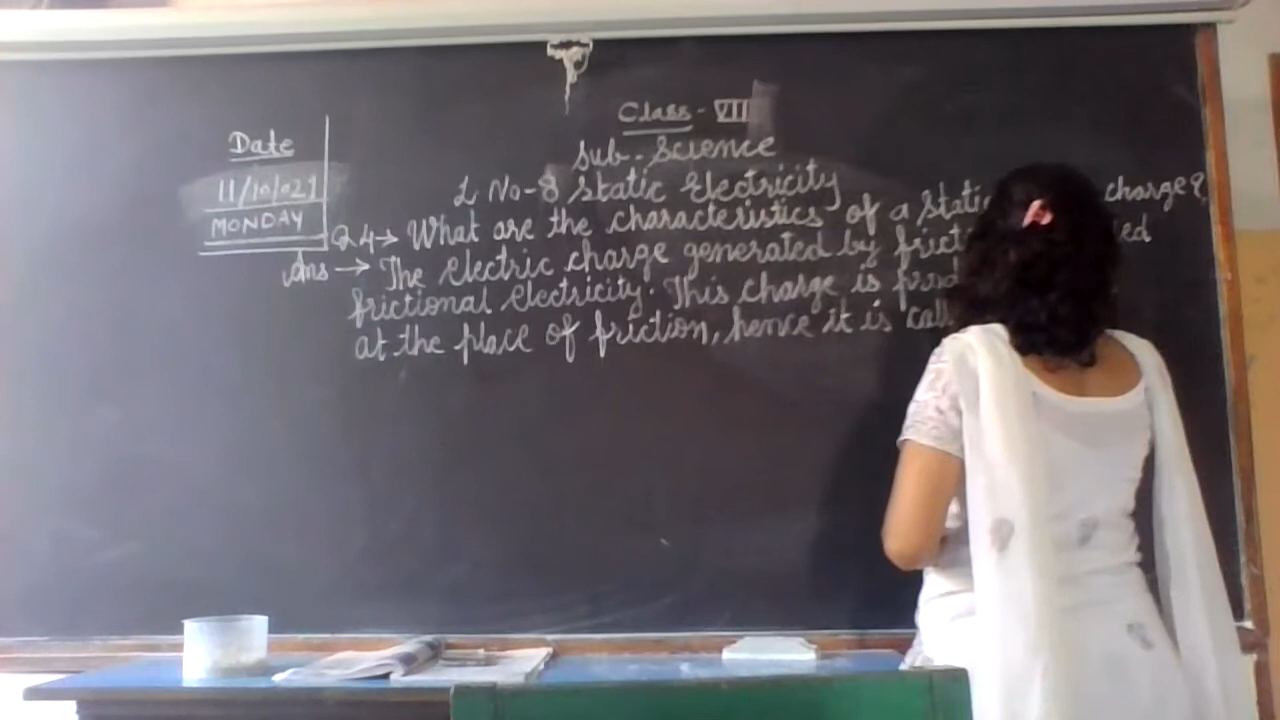 Class - VII
Date
Sub - Science
11/10/021
L No-8 Static Electricity
MONDAY
Q.4→ What are the characteristics of a static charge?
Ans → The electric charge generated by
frictional electricity. This charge is
at the place of friction, hence it is